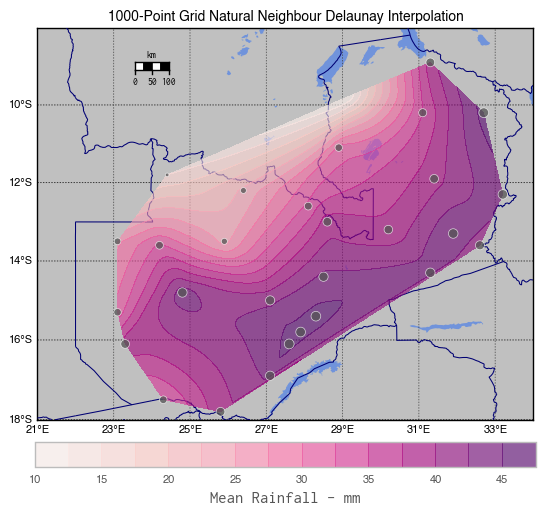 1000-Point Grid Natural Neighbour Delaunay Interpolation
km
0 50 100
10°S
12°S
14°S
16°S
18°S
21°E 23°E 25°E 27°E 29°E 31°E 33°E
10 15 20 25 30 35 40 45
Mean Rainfall - mm